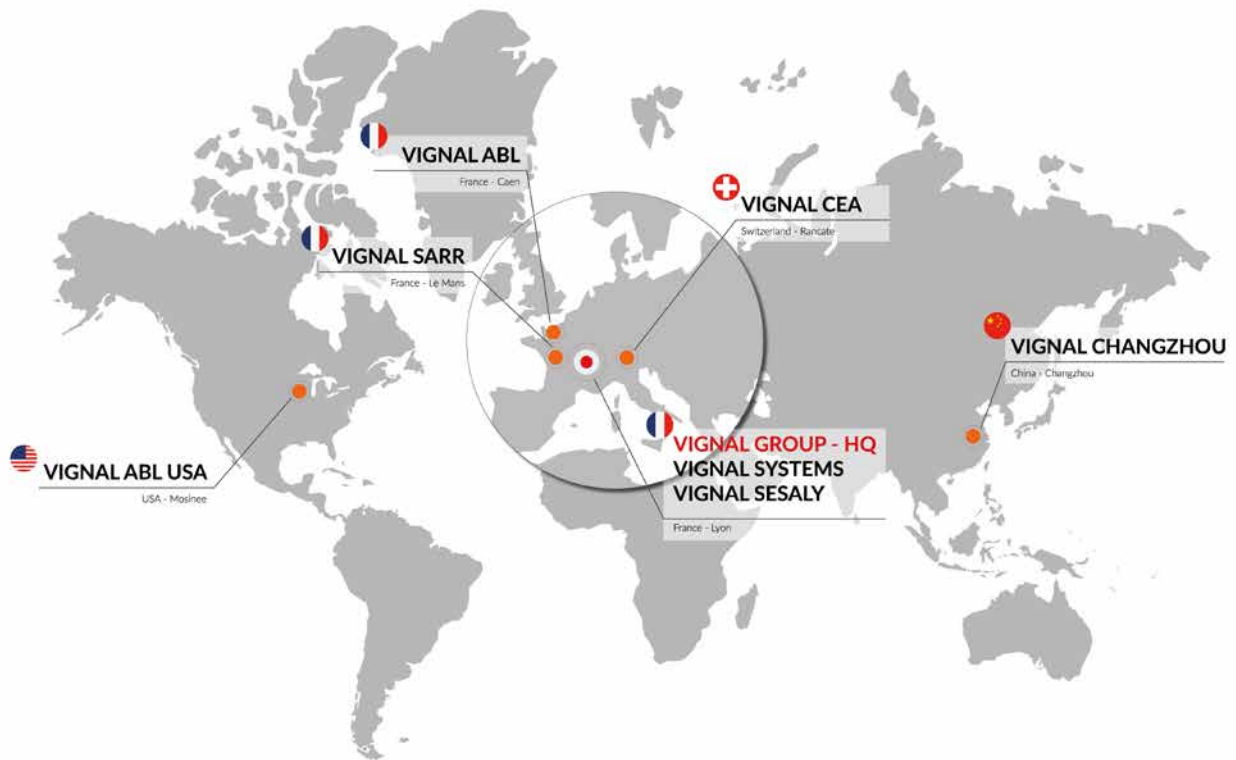 VIGNAL ABL
France - Caen
VIGNAL CEA
Switzerland - Rancate
VIGNAL SARR
France - Le Mans
VIGNAL CHANGZHOU
China - Changzhou
VIGNAL GROUP - HQ
VIGNAL SYSTEMS
VIGNAL SESALY
France - Lyon
VIGNAL ABL USA
USA - Mosinee